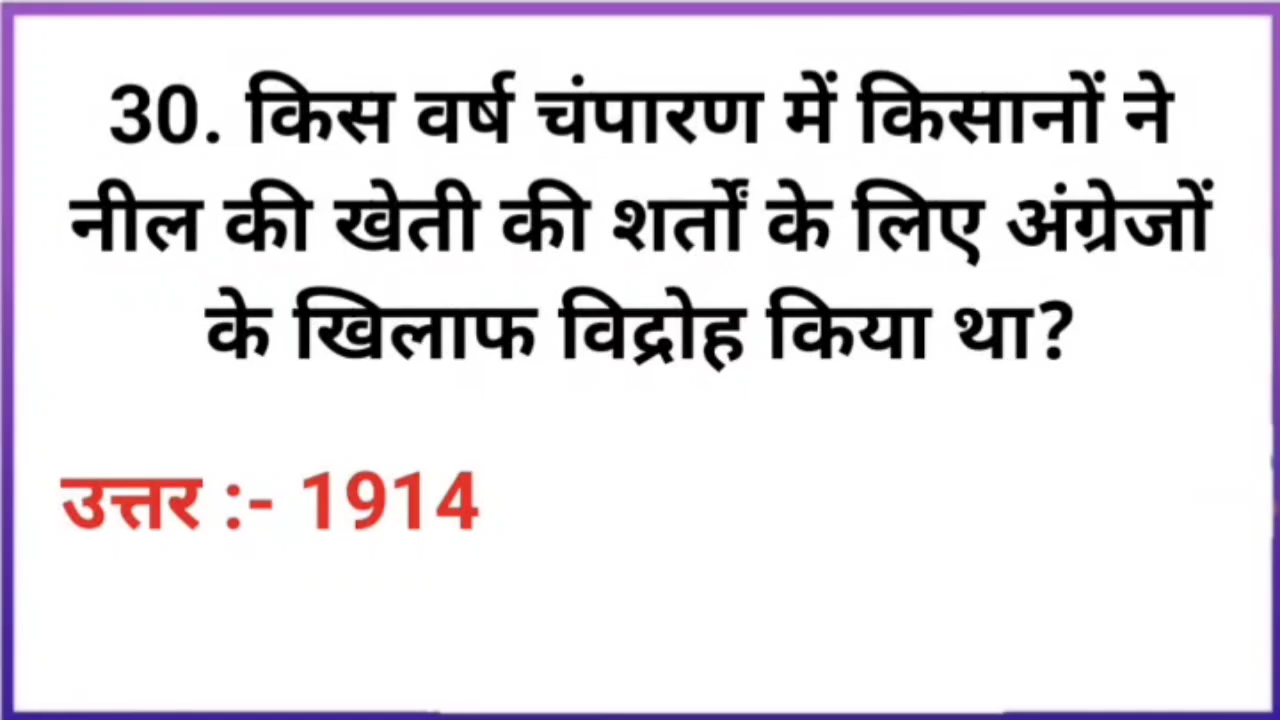 30. किस वर्ष चंपारण में किसानों ने
नील की खेती की शर्तों के लिए अंग्रेजों
के खिलाफ विद्रोह किया था?
उत्तर :- 1914